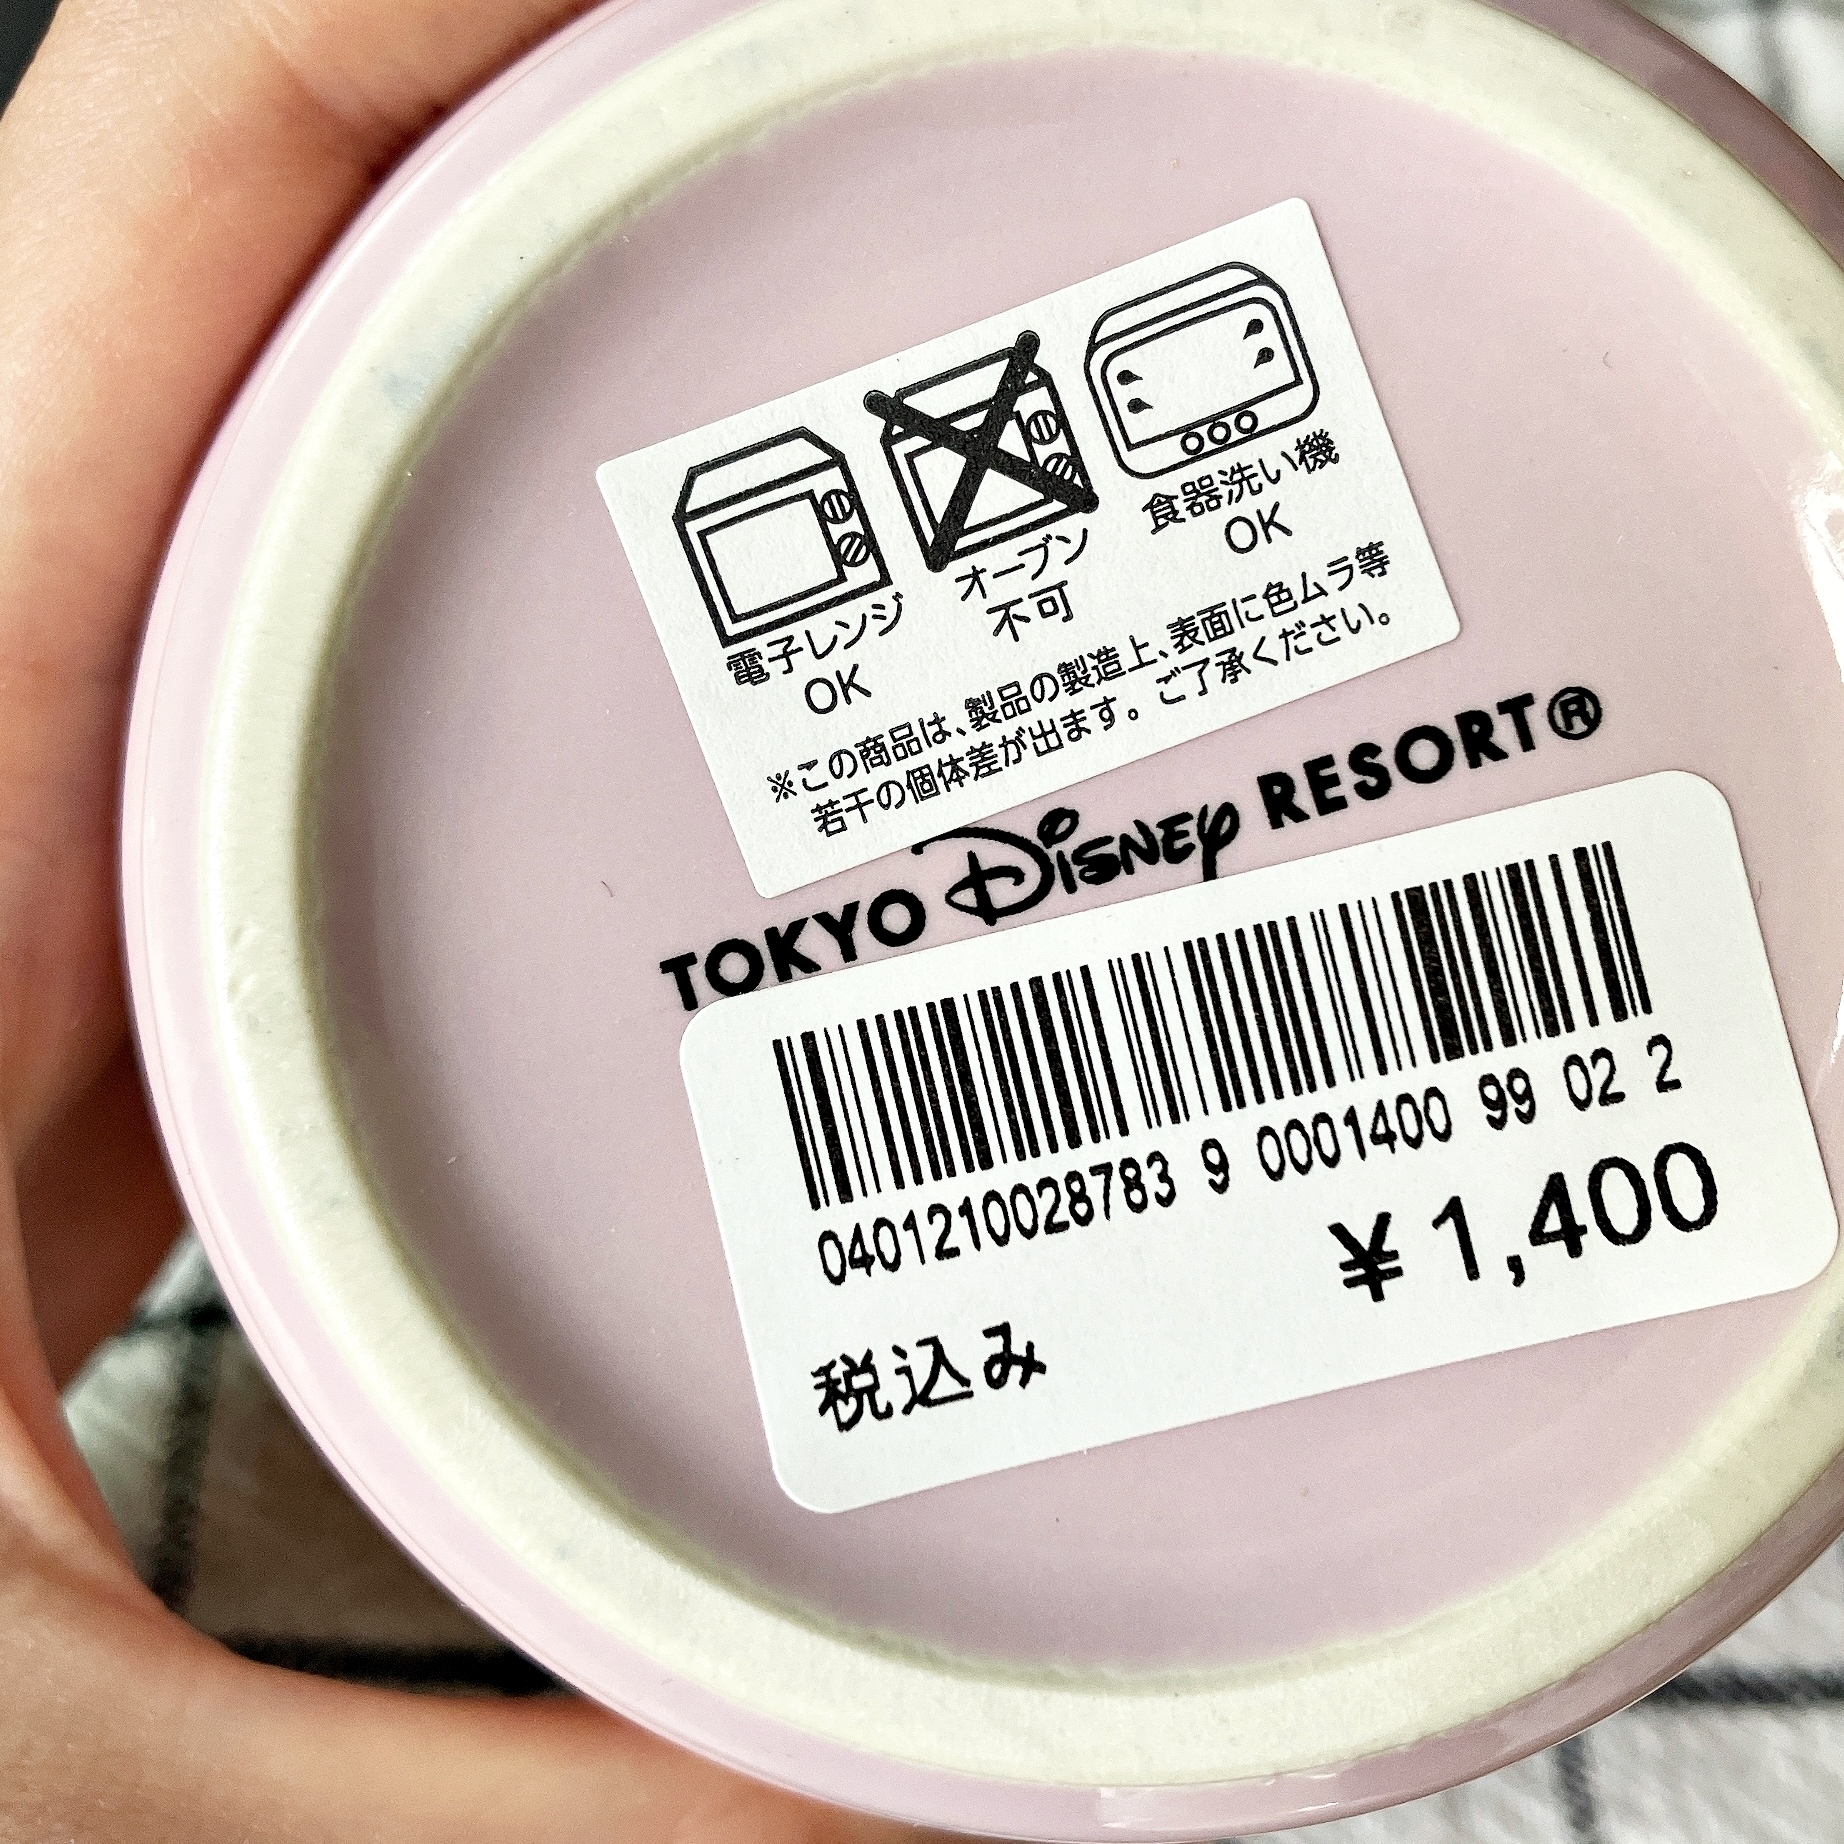 電子レンジ
OK
オーブン
不可
食器洗い機
OK
※この商品は、製品の製造上、表面に色ムラ等
若干の個体差が出ます。ご了承ください。
TOKYO Disney RESORT®
0401210028783 9 0001400 99 02 2
¥1,400
税込み